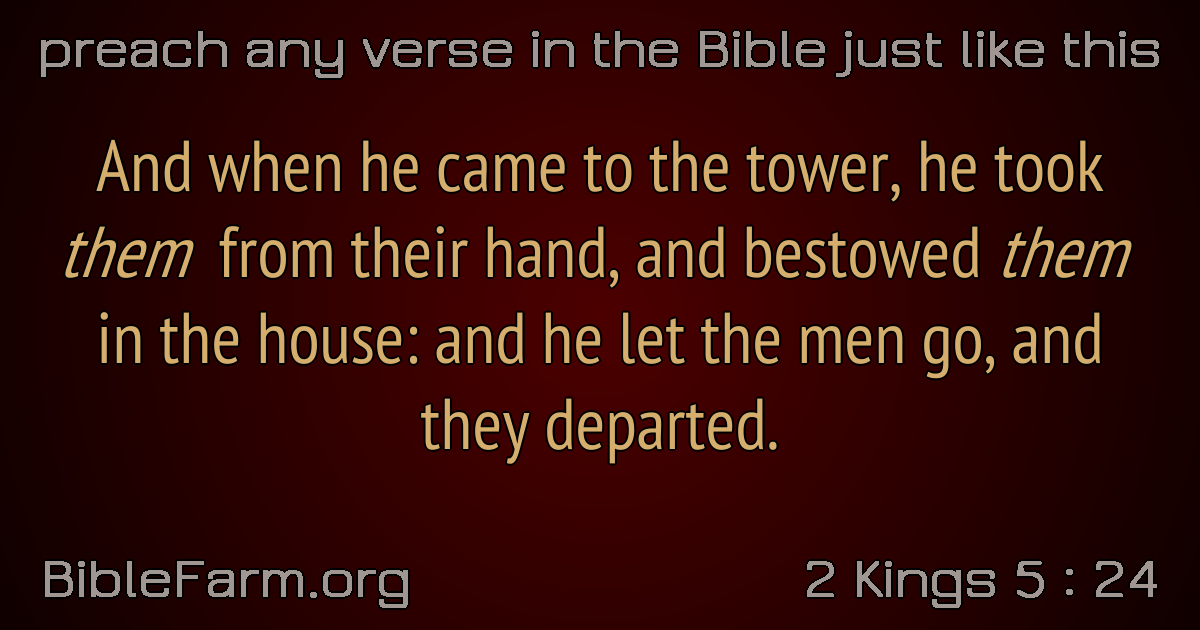 preach any verse in the Bible just like this
And when he came to the tower, he took
them from their hand, and bestowed them
in the house: and he let the men go, and
they departed.
BibleFarm.org
2 Kings 5 : 24